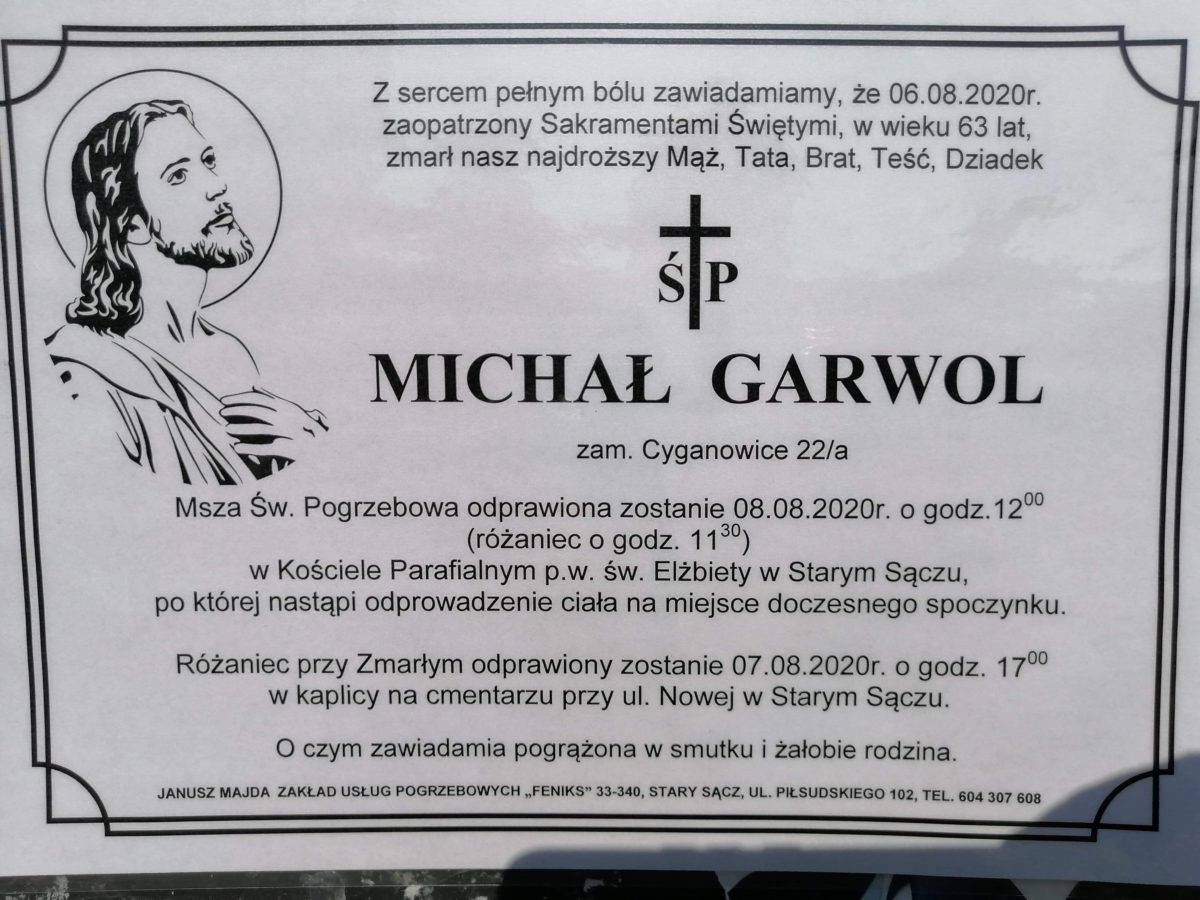 Z sercem pełnym bólu zawiadamiamy, że 06.08.2020r.
zaopatrzony Sakramentami Świętymi, w wieku 63 lat,
zmarł nasz najdroższy Mąż, Tata, Brat, Teść, Dziadek
Ś P
MICHAŁ GARWOL
zam. Cyganowice 22/a
Msza Św. Pogrzebowa odprawiona zostanie 08.08.2020r. o godz.12⁰⁰
(różaniec o godz. 11³⁰)
w Kościele Parafialnym p.w. św. Elżbiety w Starym Sączu,
po której nastąpi odprowadzenie ciała na miejsce doczesnego spoczynku.
Różaniec przy Zmarłym odprawiony zostanie 07.08.2020r. o godz. 17⁰⁰
w kaplicy na cmentarzu przy ul. Nowej w Starym Sączu.
O czym zawiadamia pogrążona w smutku i żałobie rodzina.
JANUSZ MAJDA ZAKŁAD USŁUG POGRZEBOWYCH „FENIKS” 33-340, STARY SĄCZ, UL. PIŁSUDSKIEGO 102, TEL. 604 307 608